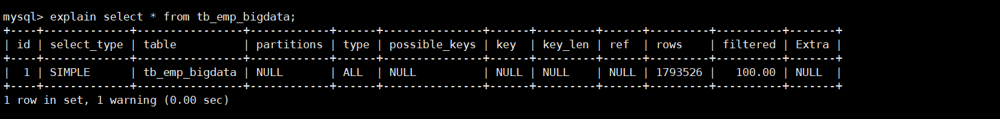 mysql> explain select * from tb_emp_bigdata;
+----+-------------+----------------+------------+------+---------------+------+---------+------+---------+----------+-------+
| id | select_type | table          | partitions | type | possible_keys | key  | key_len | ref  | rows    | filtered | Extra |
+----+-------------+----------------+------------+------+---------------+------+---------+------+---------+----------+-------+
|  1 | SIMPLE      | tb_emp_bigdata | NULL       | ALL  | NULL          | NULL | NULL    | NULL | 1793526 |   100.00 | NULL  |
+----+-------------+----------------+------------+------+---------------+------+---------+------+---------+----------+-------+
1 row in set, 1 warning (0.00 sec)